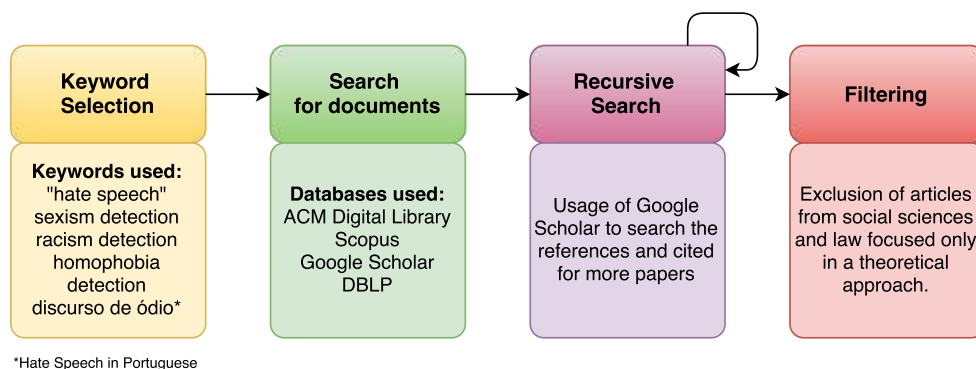 Keyword
Selection
Keywords used:
"hate speech"
sexism detection
racism detection
homophobia
detection
discurso de ódio*
*Hate Speech in Portuguese
Search
for documents
Databases used:
ACM Digital Library
Scopus
Google Scholar
DBLP
Recursive
Search
Usage of Google
Scholar to search the
references and cited
for more papers
Filtering
Exclusion of articles
from social sciences
and law focused only
in a theoretical
approach.